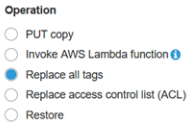 Operation
PUT copy
Invoke AWS Lambda function
Replace all tags
Replace access control list (ACL)
Restore